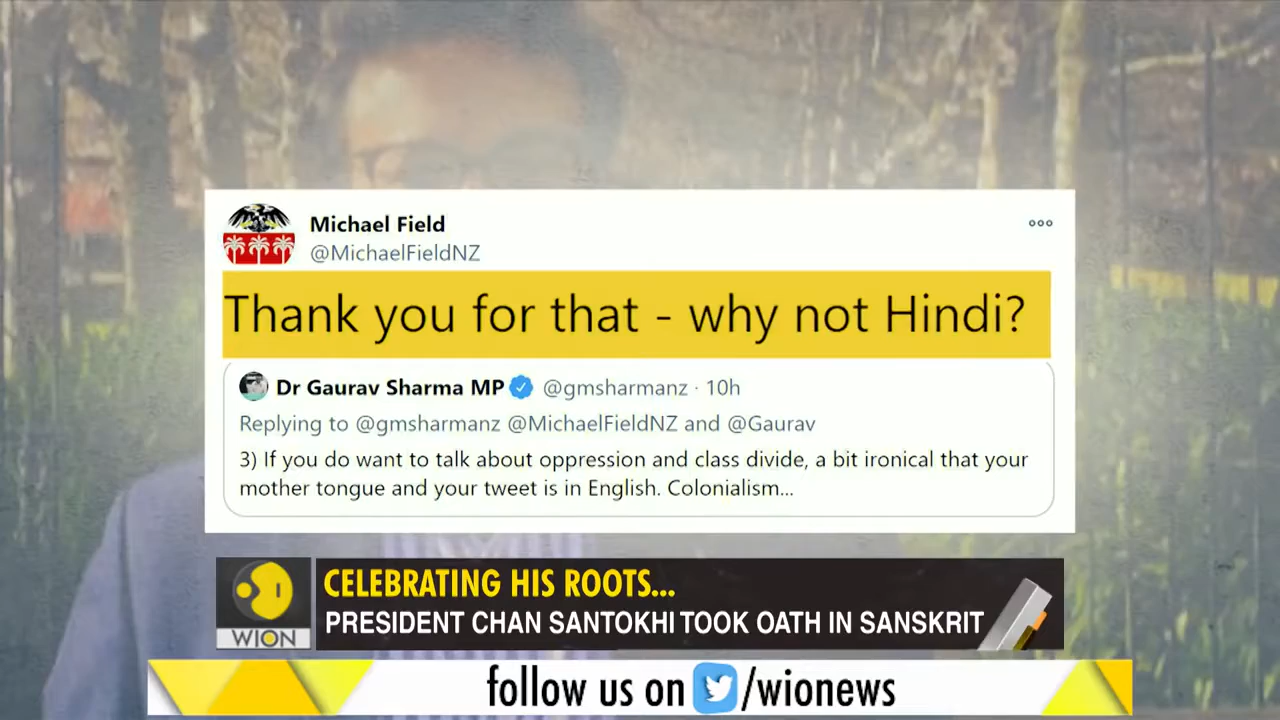 Michael Field
@MichaelFieldNZ
Thank you for that - why not Hindi?
Dr Gaurav Sharma MP @gmsharmanz · 10h
Replying to @gmsharmanz @MichaelFieldNZ and @Gaurav
3) If you do want to talk about oppression and class divide, a bit ironical that your
mother tongue and your tweet is in English. Colonialism...
CELEBRATING HIS ROOTS...
WION
PRESIDENT CHAN SANTOKHI TOOK OATH IN SANSKRIT
follow us on /wionews